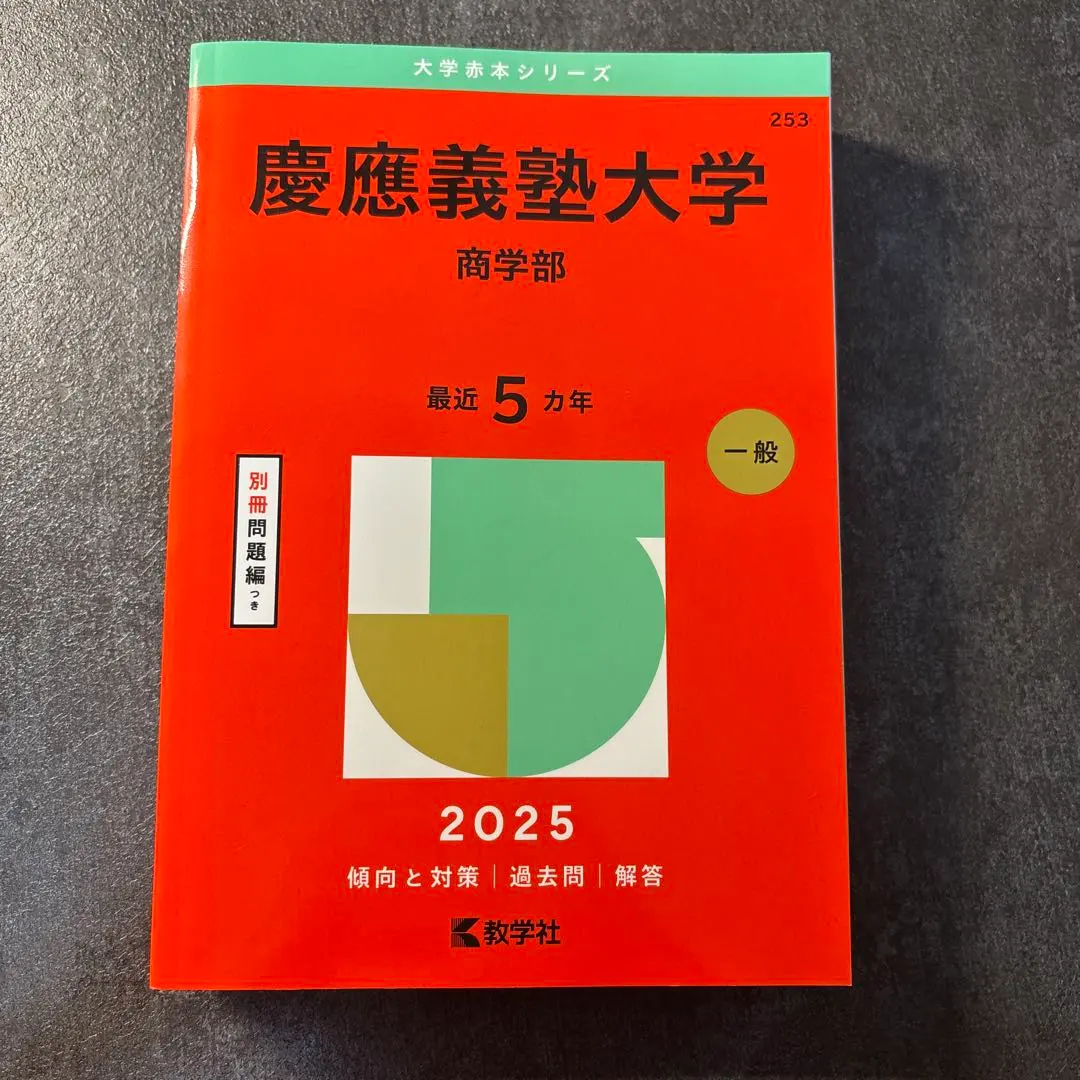 大学赤本シリーズ
253
慶應義塾大学
商学部
最近 5 カ年
一般
別冊問題編つき
2025
傾向と対策｜過去問｜解答
教学社